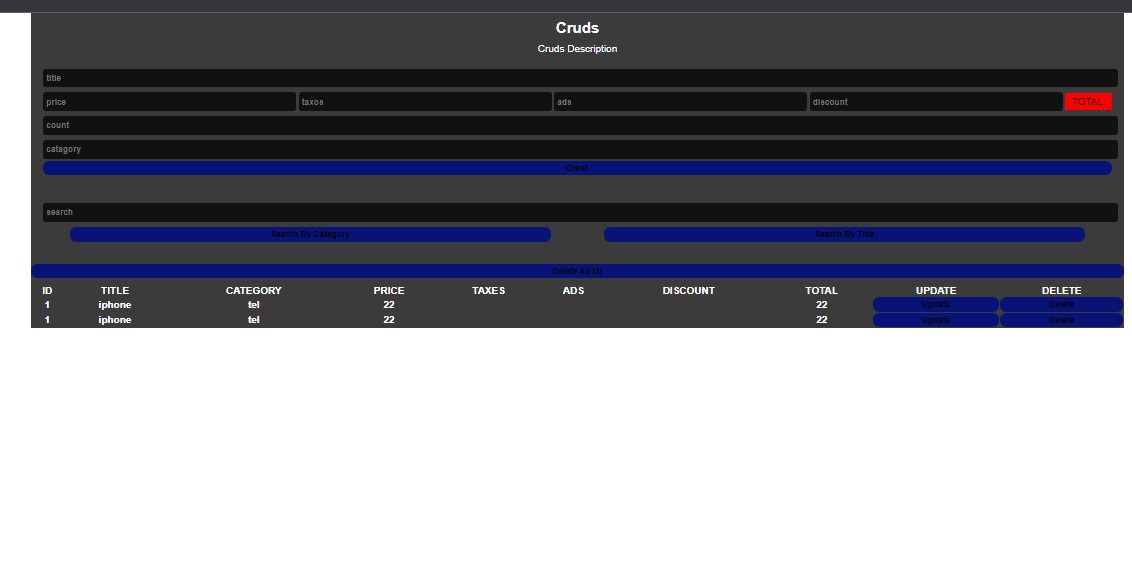 Cruds
Cruds Description
title
price taxos ads discount TOTAL:
count
catagory
Creat
search
Search By Category Search By Title
Delete All (2)
ID TITLE CATEGORY PRICE TAXES ADS DISCOUNT TOTAL UPDATE DELETE
1 iphone tel 22 22 Update Delete
1 iphone tel 22 22 Update Delete